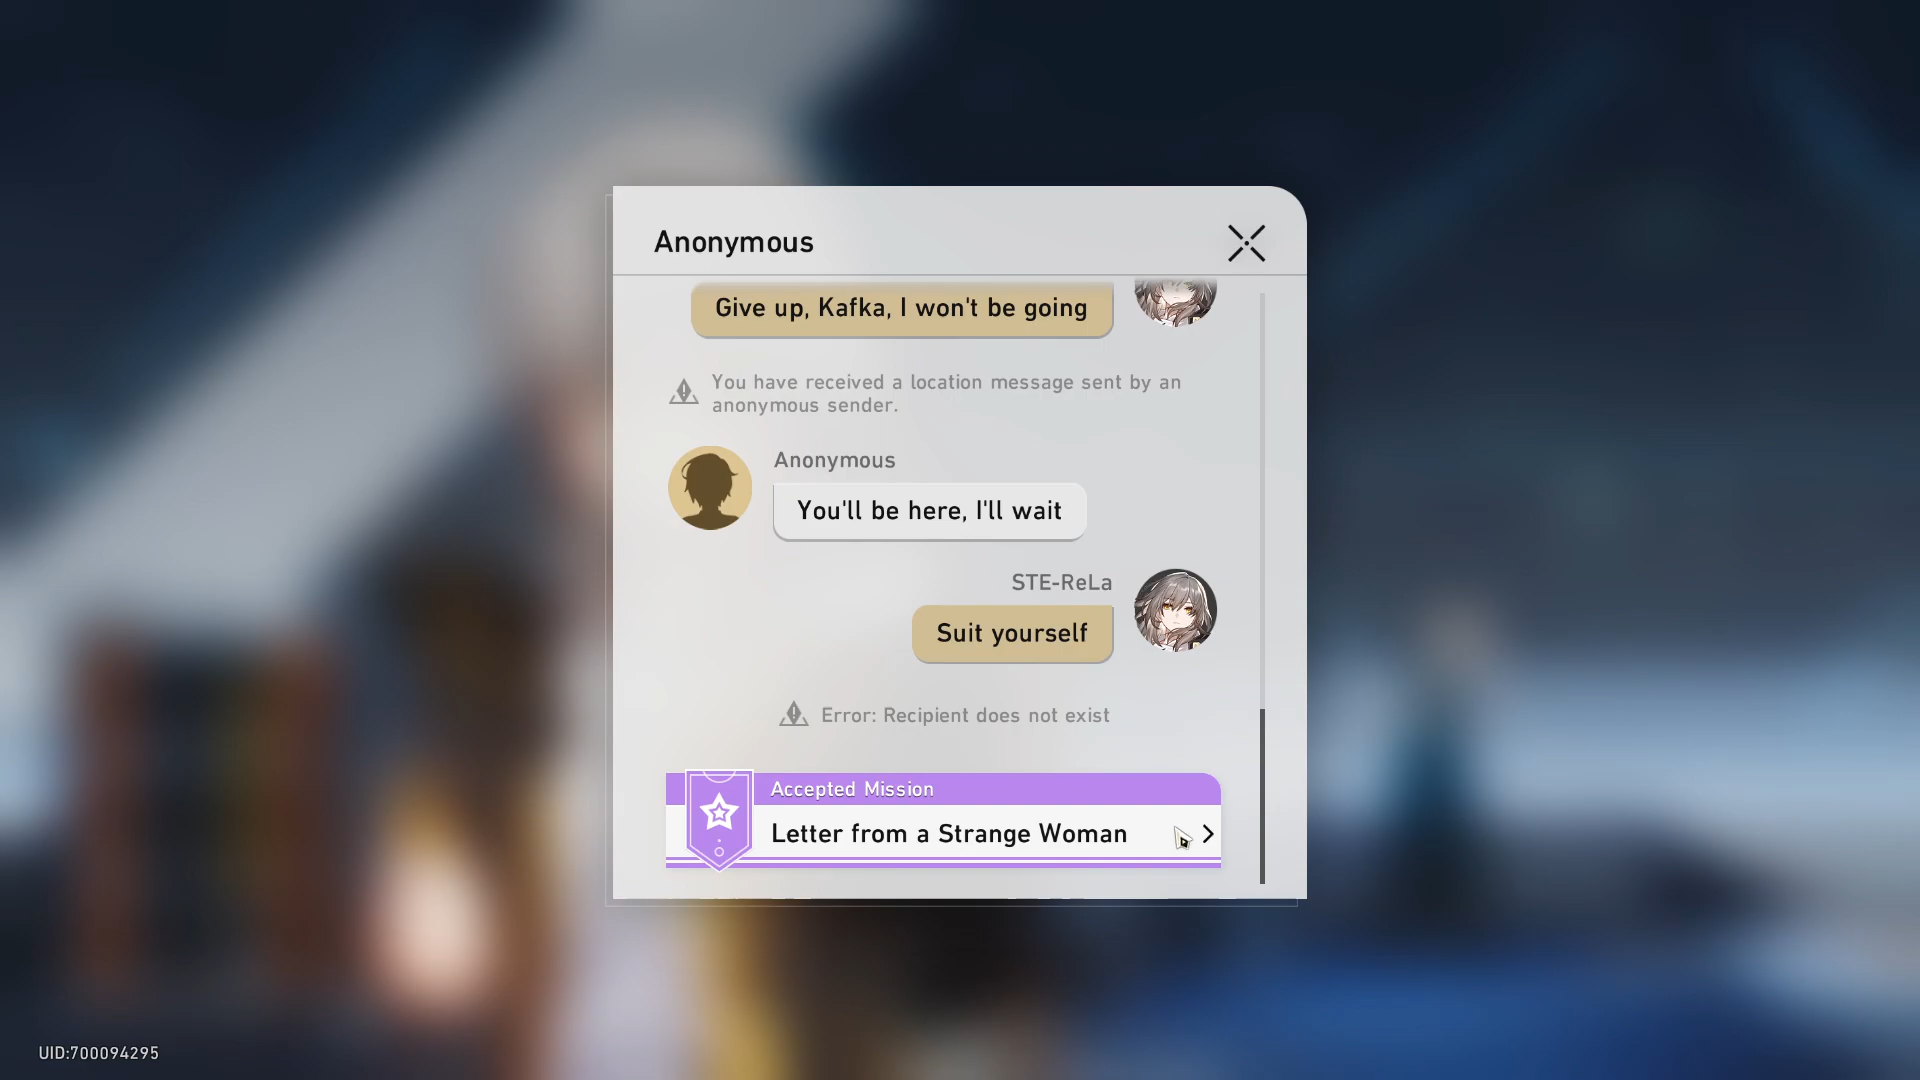 Anonymous
Give up, Kafka, I won't be going
You have received a location message sent by an
anonymous sender.
Anonymous
You'll be here, I'll wait
STE-ReLa
Suit yourself
Error: Recipient does not exist
Accepted Mission
Letter from a Strange Woman
UID:700094295